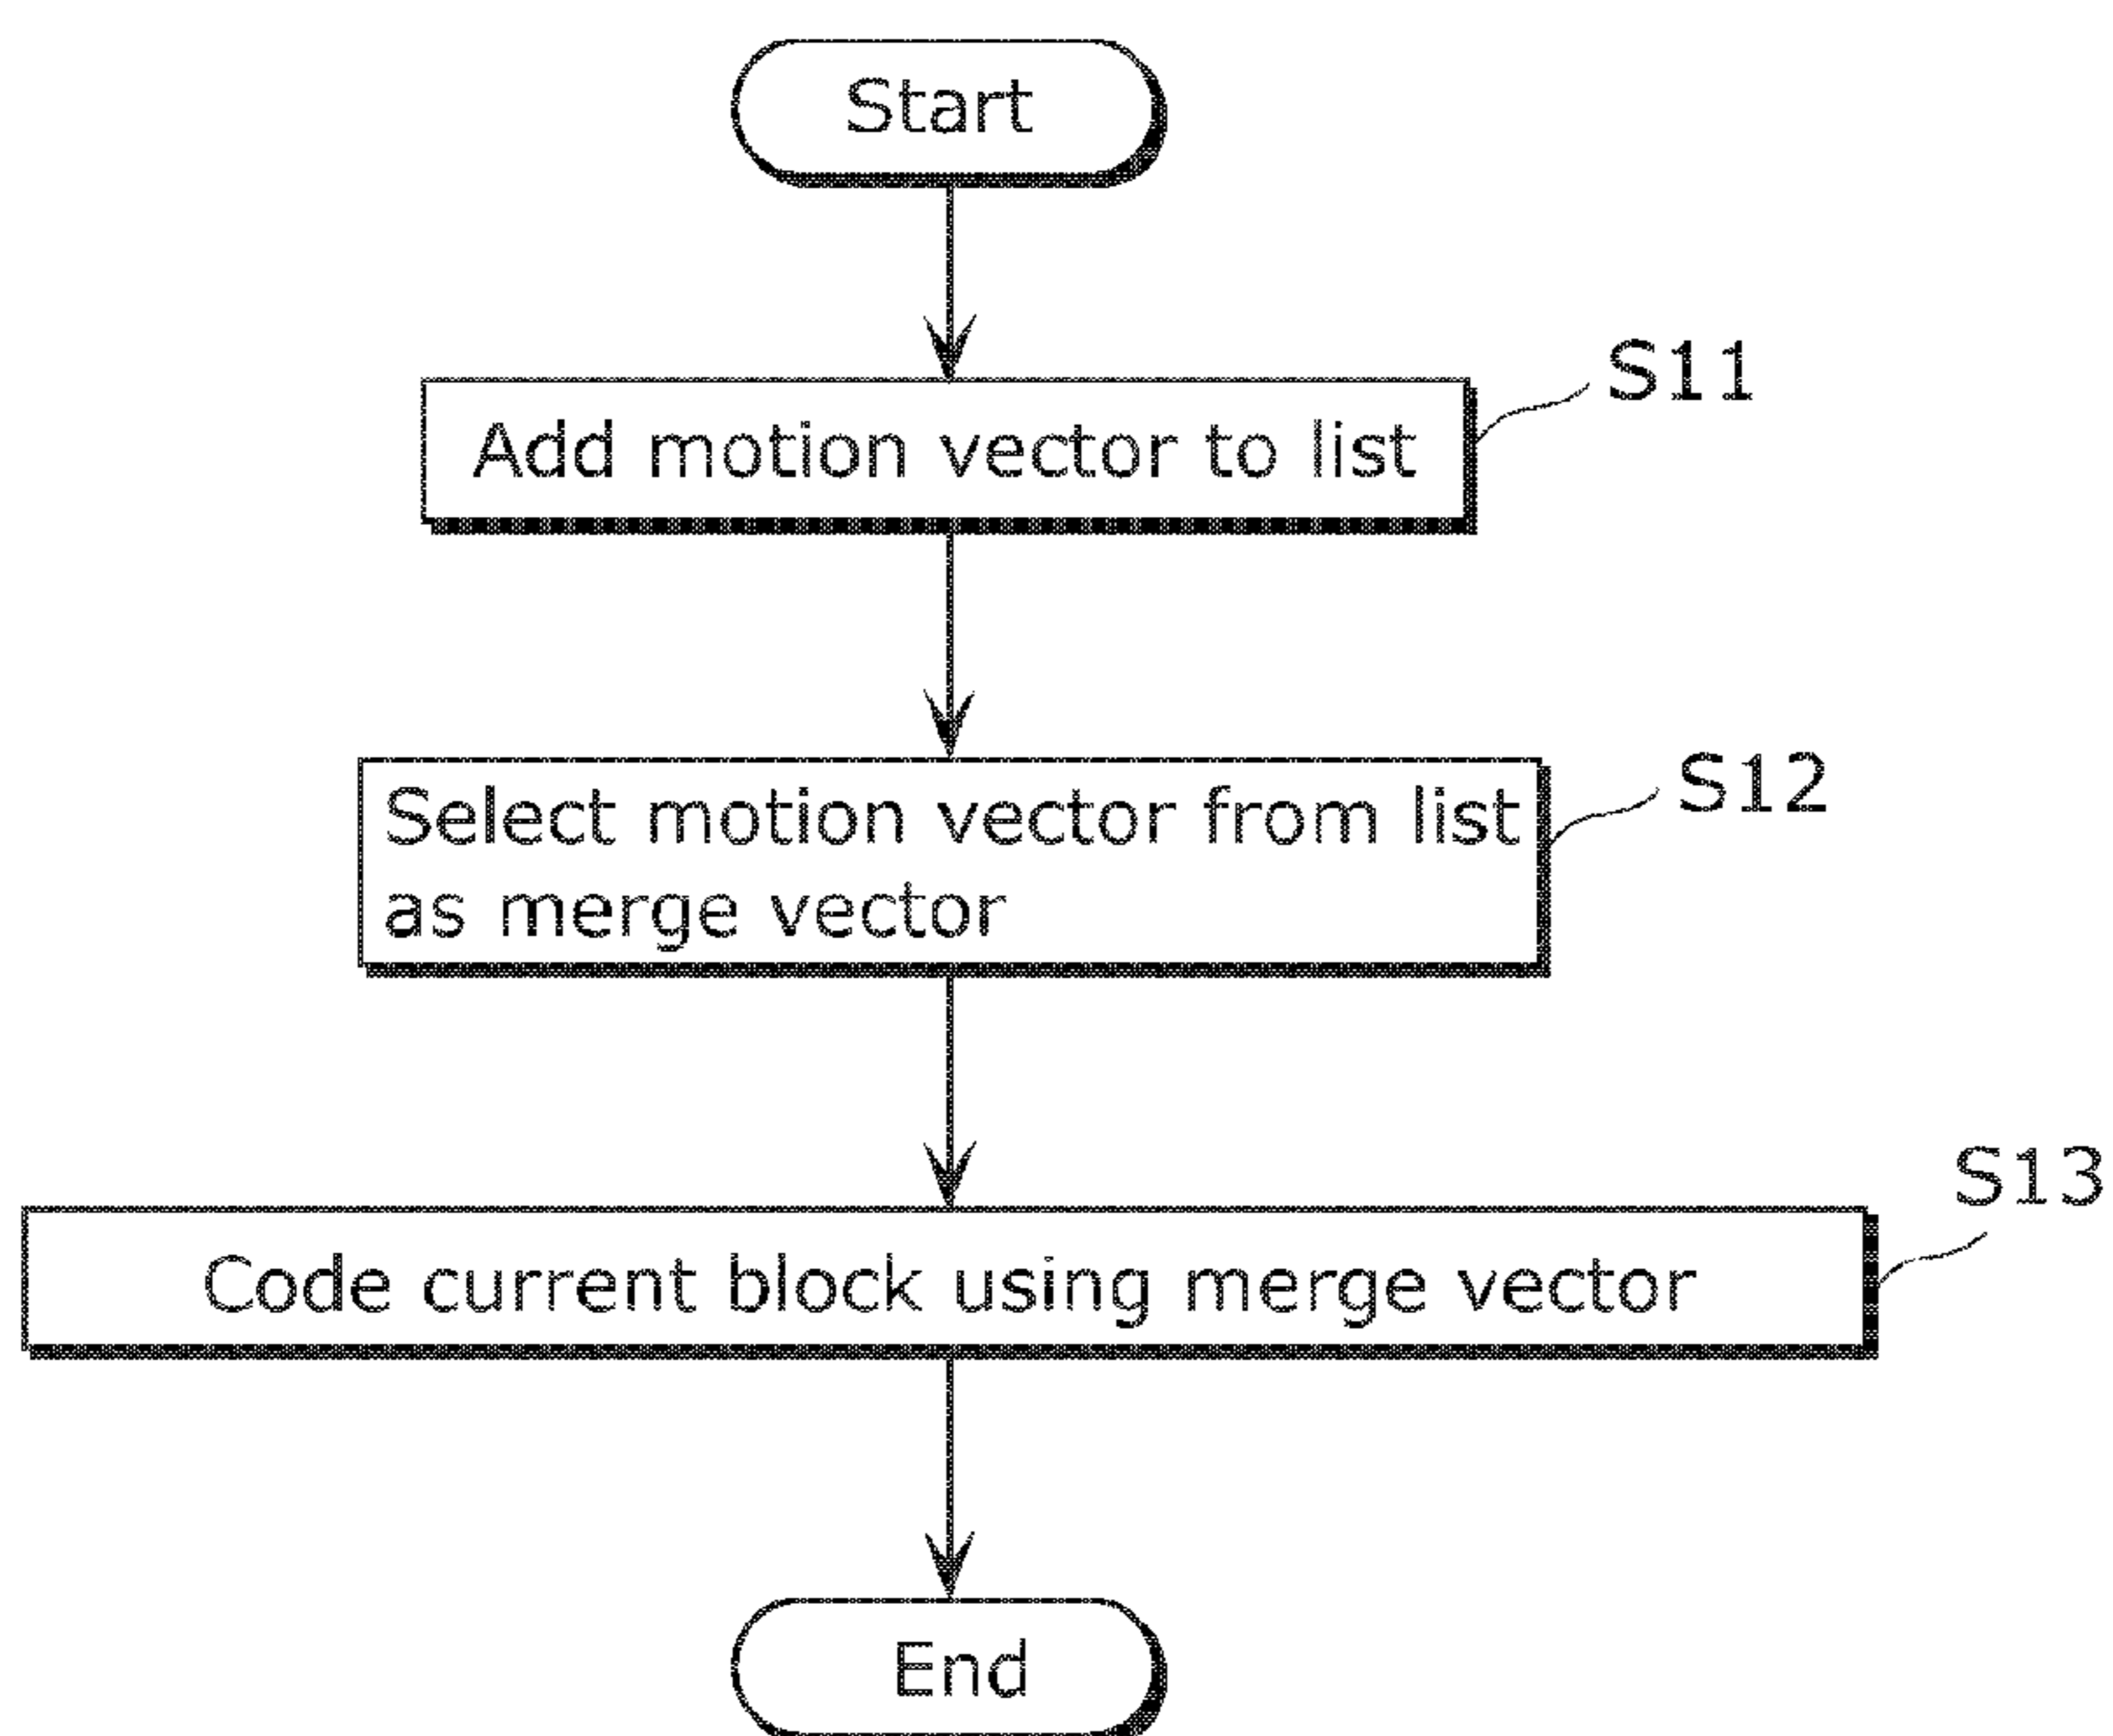 Start
S11
Add motion vector to list
S12
Select motion vector from list
as merge vector
S13
Code current block using merge vector
End